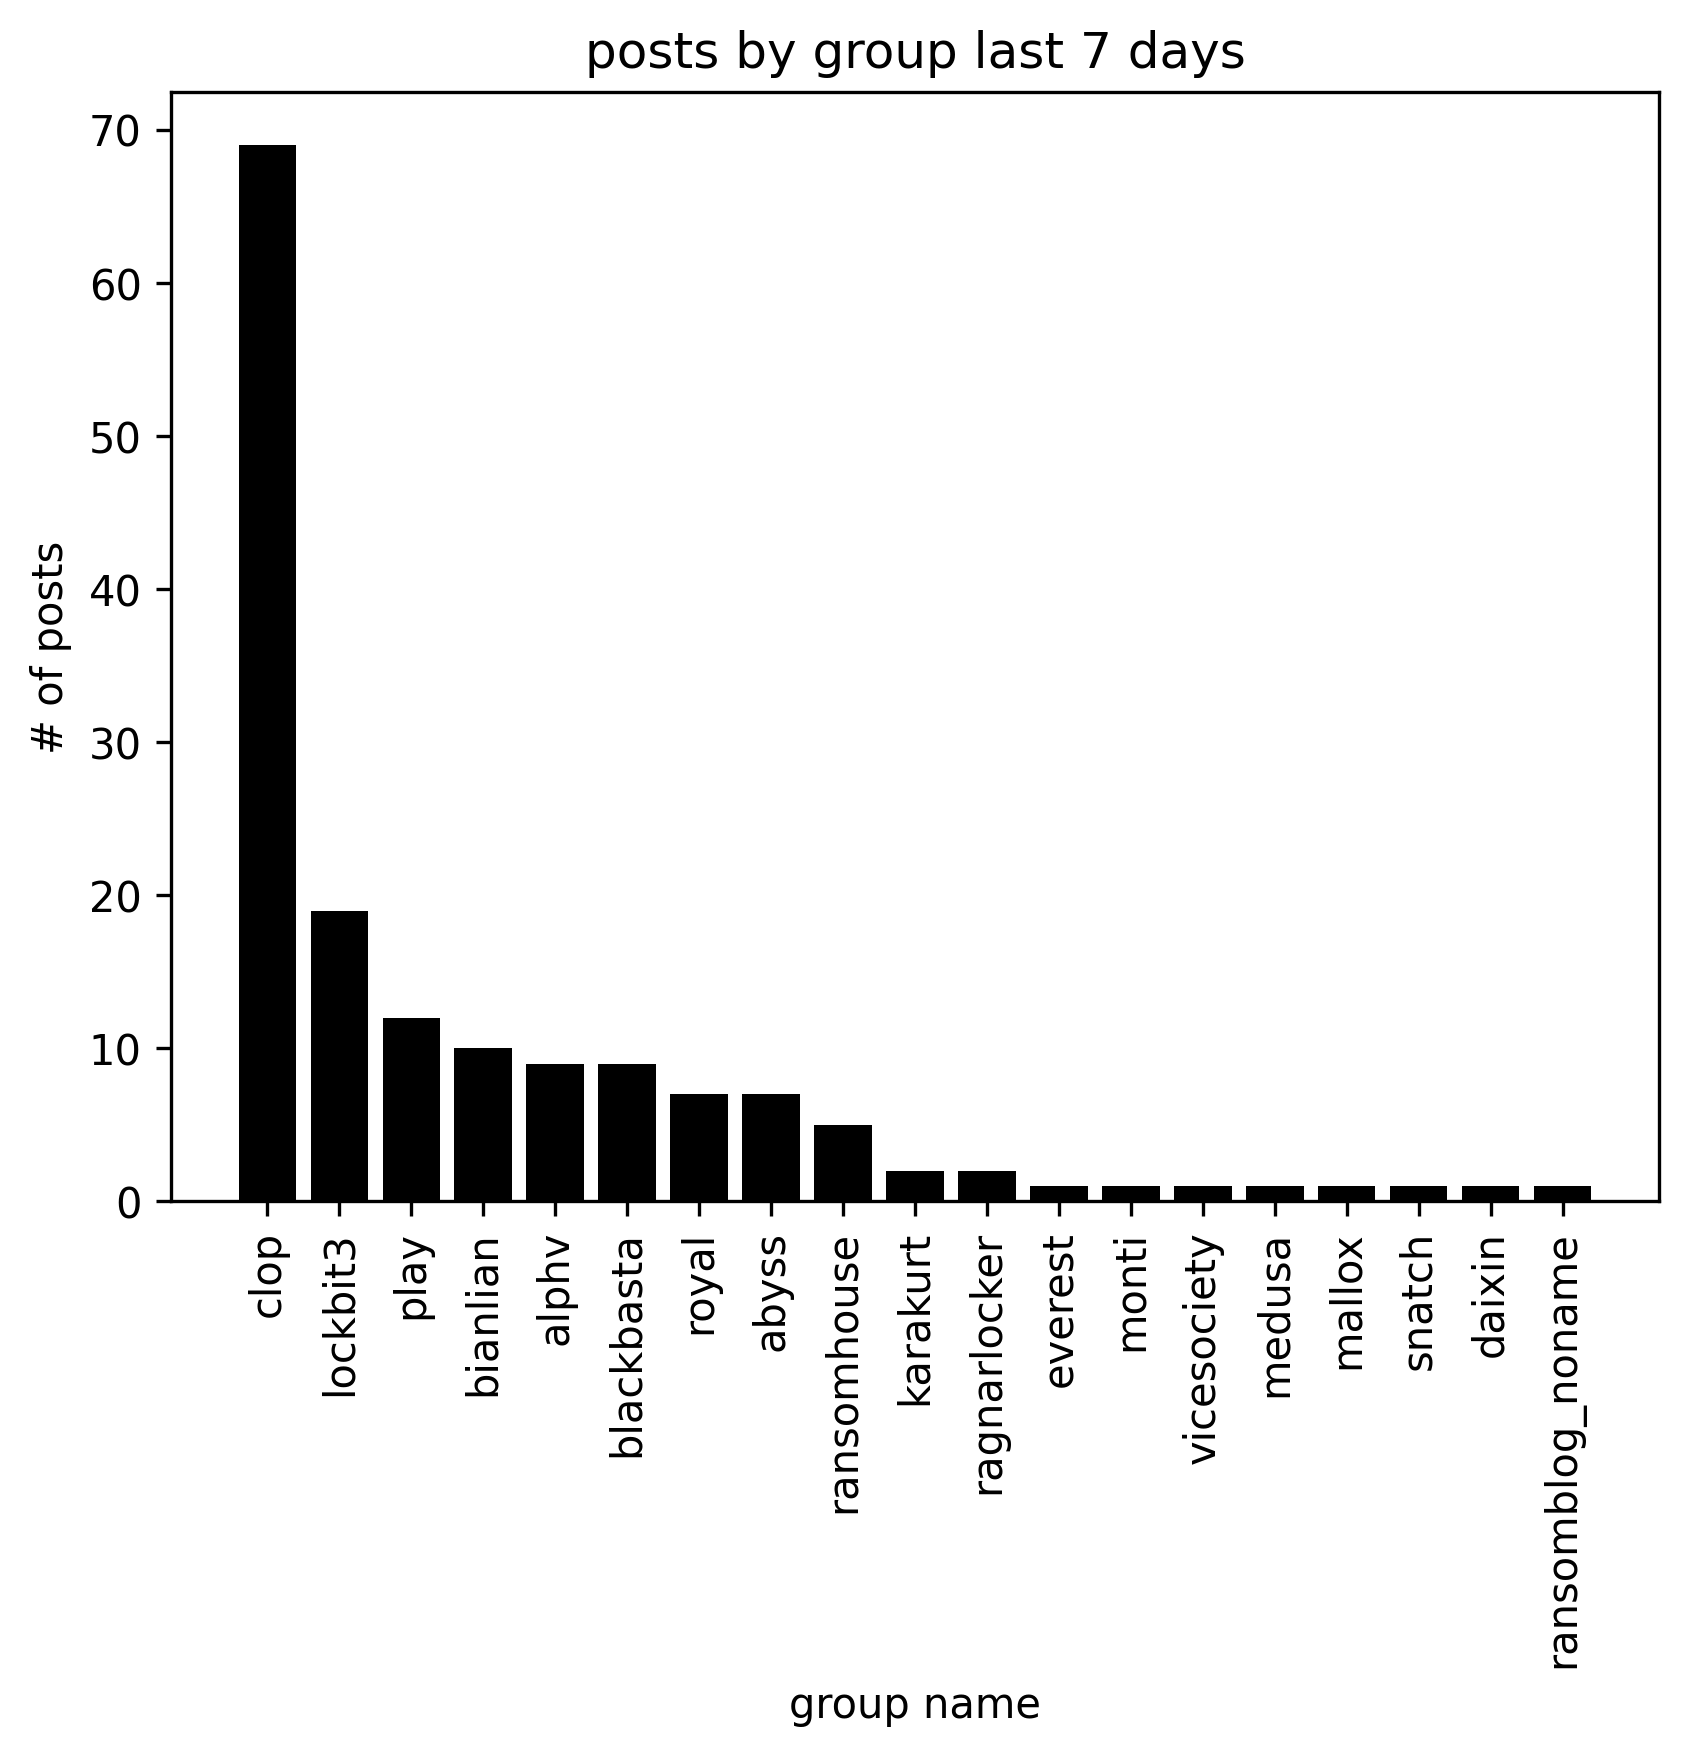 posts by group last 7 days
# of posts
70
60
50
40
30
20
10
0
clop
lockbit3
play
bianlian
alphv
blackbasta
royal
abyss
ransomhouse
karakurt
ragnarlocker
everest
monti
vicesociety
medusa
mallox
snatch
daixin
ransomblog_noname
group name